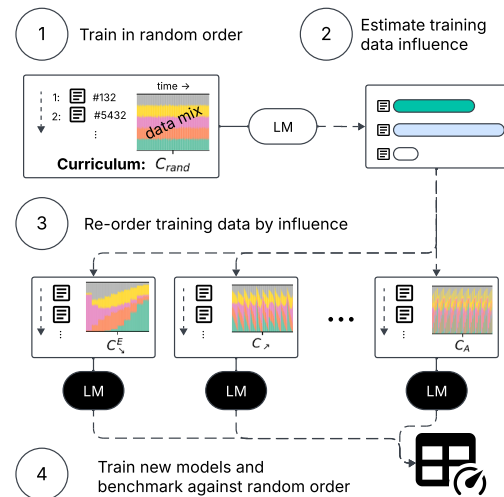 1
Train in random order
2
Estimate training
data influence
time →
1: #132
2: #5432
⋮
data mix
Curriculum: C_rand
LM
3
Re-order training data by influence
⋮
C^E_↘
⋮
C_↗
•••
⋮
C_A
LM
LM
LM
4
Train new models and
benchmark against random order